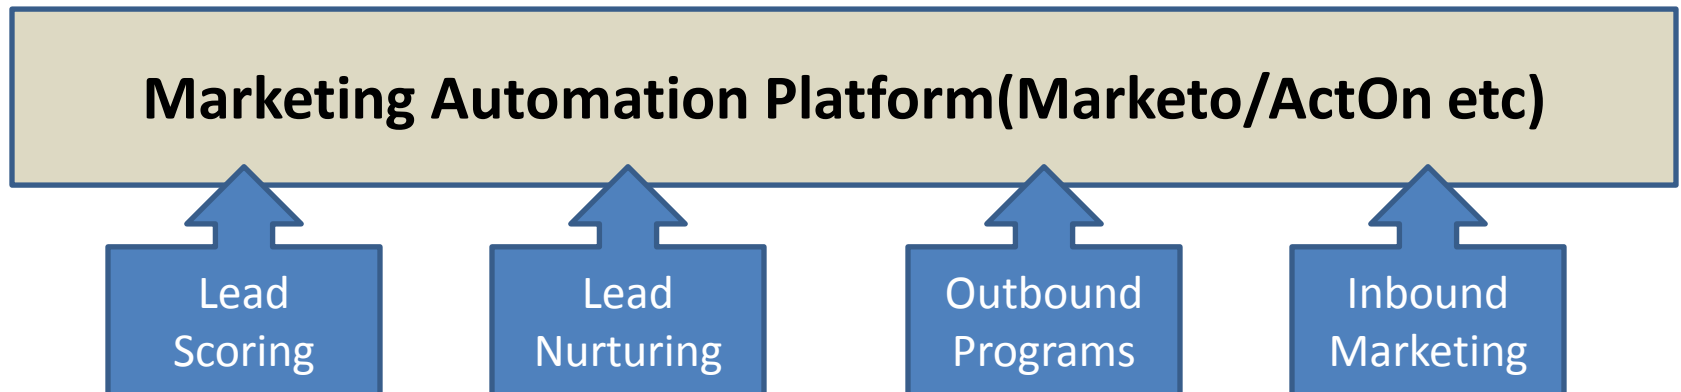 Marketing Automation Platform(Marketo/ActOn etc)
Lead
Scoring
Lead
Nurturing
Outbound
Programs
Inbound
Marketing